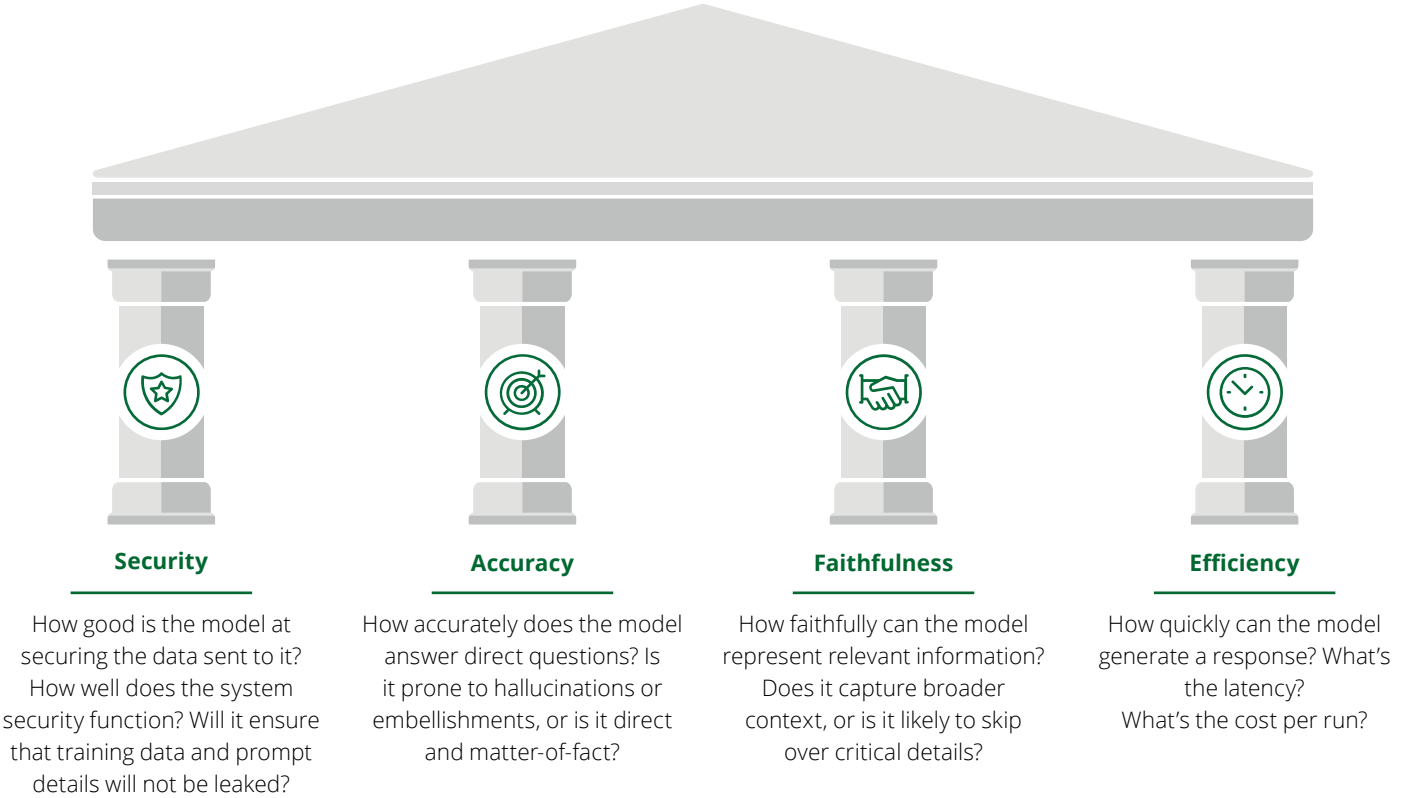 Security
How good is the model at
securing the data sent to it?
How well does the system
security function? Will it ensure
that training data and prompt
details will not be leaked?
Accuracy
How accurately does the model
answer direct questions? Is
it prone to hallucinations or
embellishments, or is it direct
and matter-of-fact?
Faithfulness
How faithfully can the model
represent relevant information?
Does it capture broader
context, or is it likely to skip
over critical details?
Efficiency
How quickly can the model
generate a response? What’s
the latency?
What’s the cost per run?